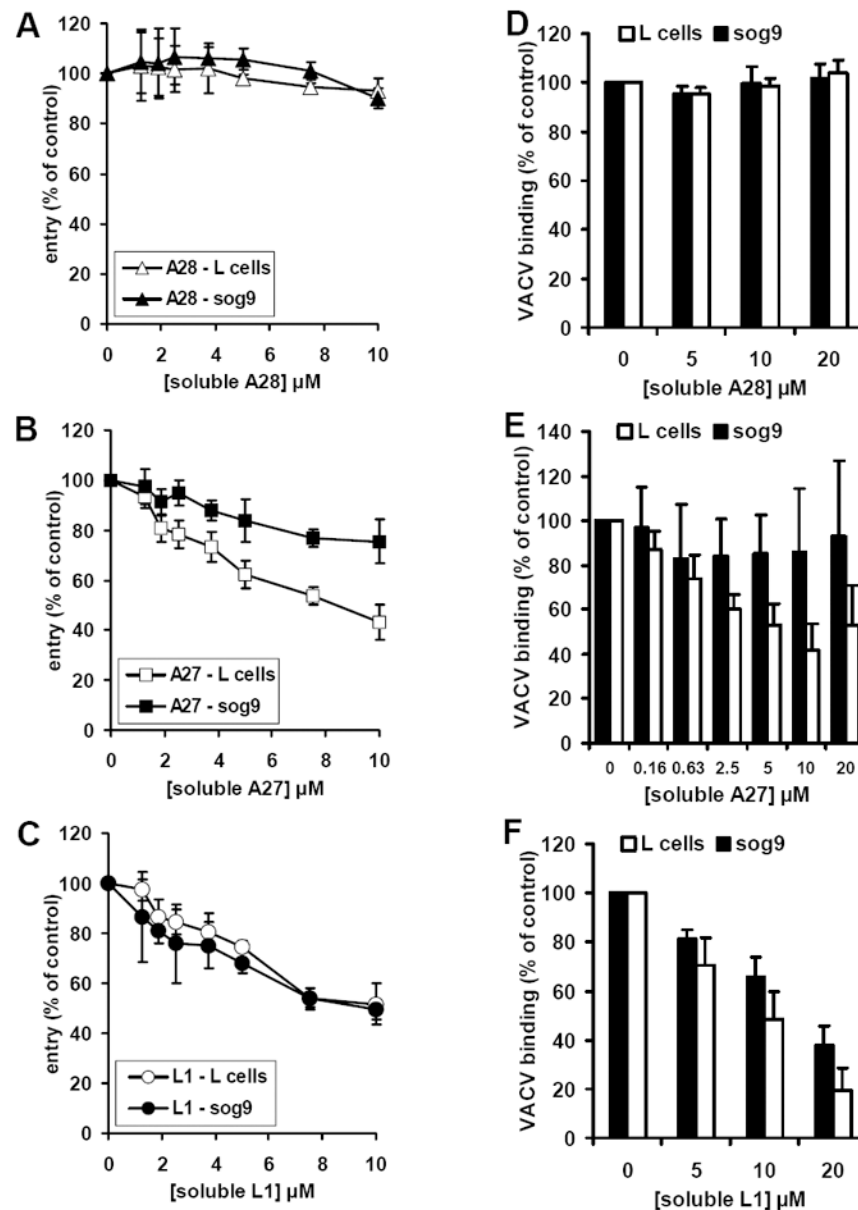 A
entry (% of control)
120
100
80
60
40
20
0
A28 - L cells
A28 - sog9
0 2 4 6 8 10
[soluble A28] µM
B
entry (% of control)
120
100
80
60
40
20
0
A27 - L cells
A27 - sog9
0 2 4 6 8 10
[soluble A27] µM
C
entry (% of control)
120
100
80
60
40
20
0
L1 - L cells
L1 - sog9
0 2 4 6 8 10
[soluble L1] µM
D
L cells sog9
VACV binding (% of control)
120
100
80
60
40
20
0
0 5 10 20
[soluble A28] µM
E
L cells sog9
VACV binding (% of control)
140
120
100
80
60
40
20
0
0 0.16 0.63 2.5 5 10 20
[soluble A27] µM
F
L cells sog9
VACV binding (% of control)
120
100
80
60
40
20
0
0 5 10 20
[soluble L1] µM